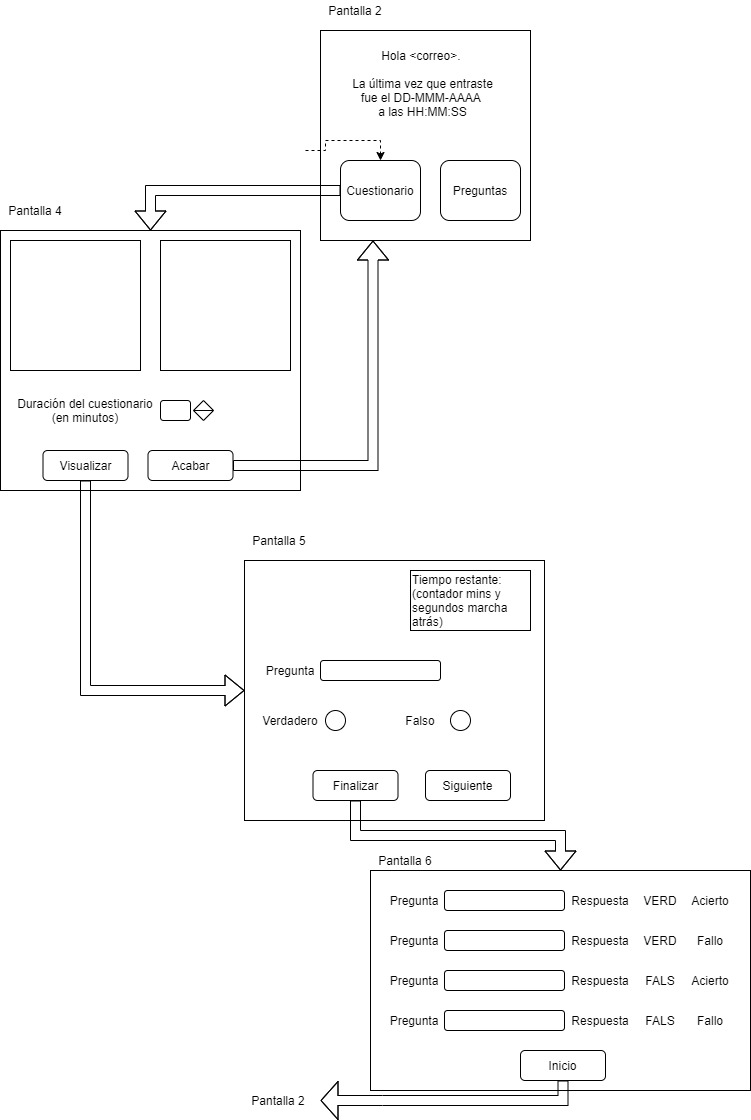 Pantalla 2
Hola <correo>.
La última vez que entraste
fue el DD-MMM-AAAA
a las HH:MM:SS
Cuestionario
Preguntas
Pantalla 4
Duración del cuestionario
(en minutos)
Visualizar
Acabar
Pantalla 5
Tiempo restante:
(contador mins y
segundos marcha
atrás)
Pregunta
Verdadero
Falso
Finalizar
Siguiente
Pantalla 6
Pregunta Respuesta VERD Acierto
Pregunta Respuesta VERD Fallo
Pregunta Respuesta FALS Acierto
Pregunta Respuesta FALS Fallo
Inicio
Pantalla 2